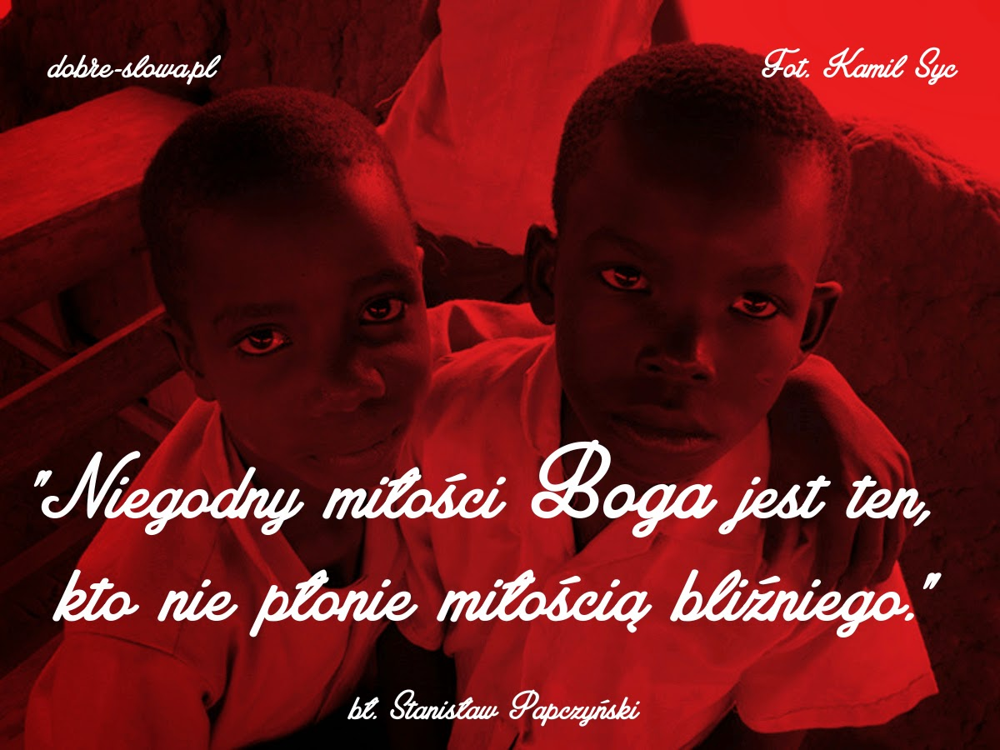 dobre-slowa.pl
Fot. Kamil Syc
"Niegodny miłości Boga jest ten,
kto nie płonie miłością bliźniego."
bł. Stanisław Papczyński